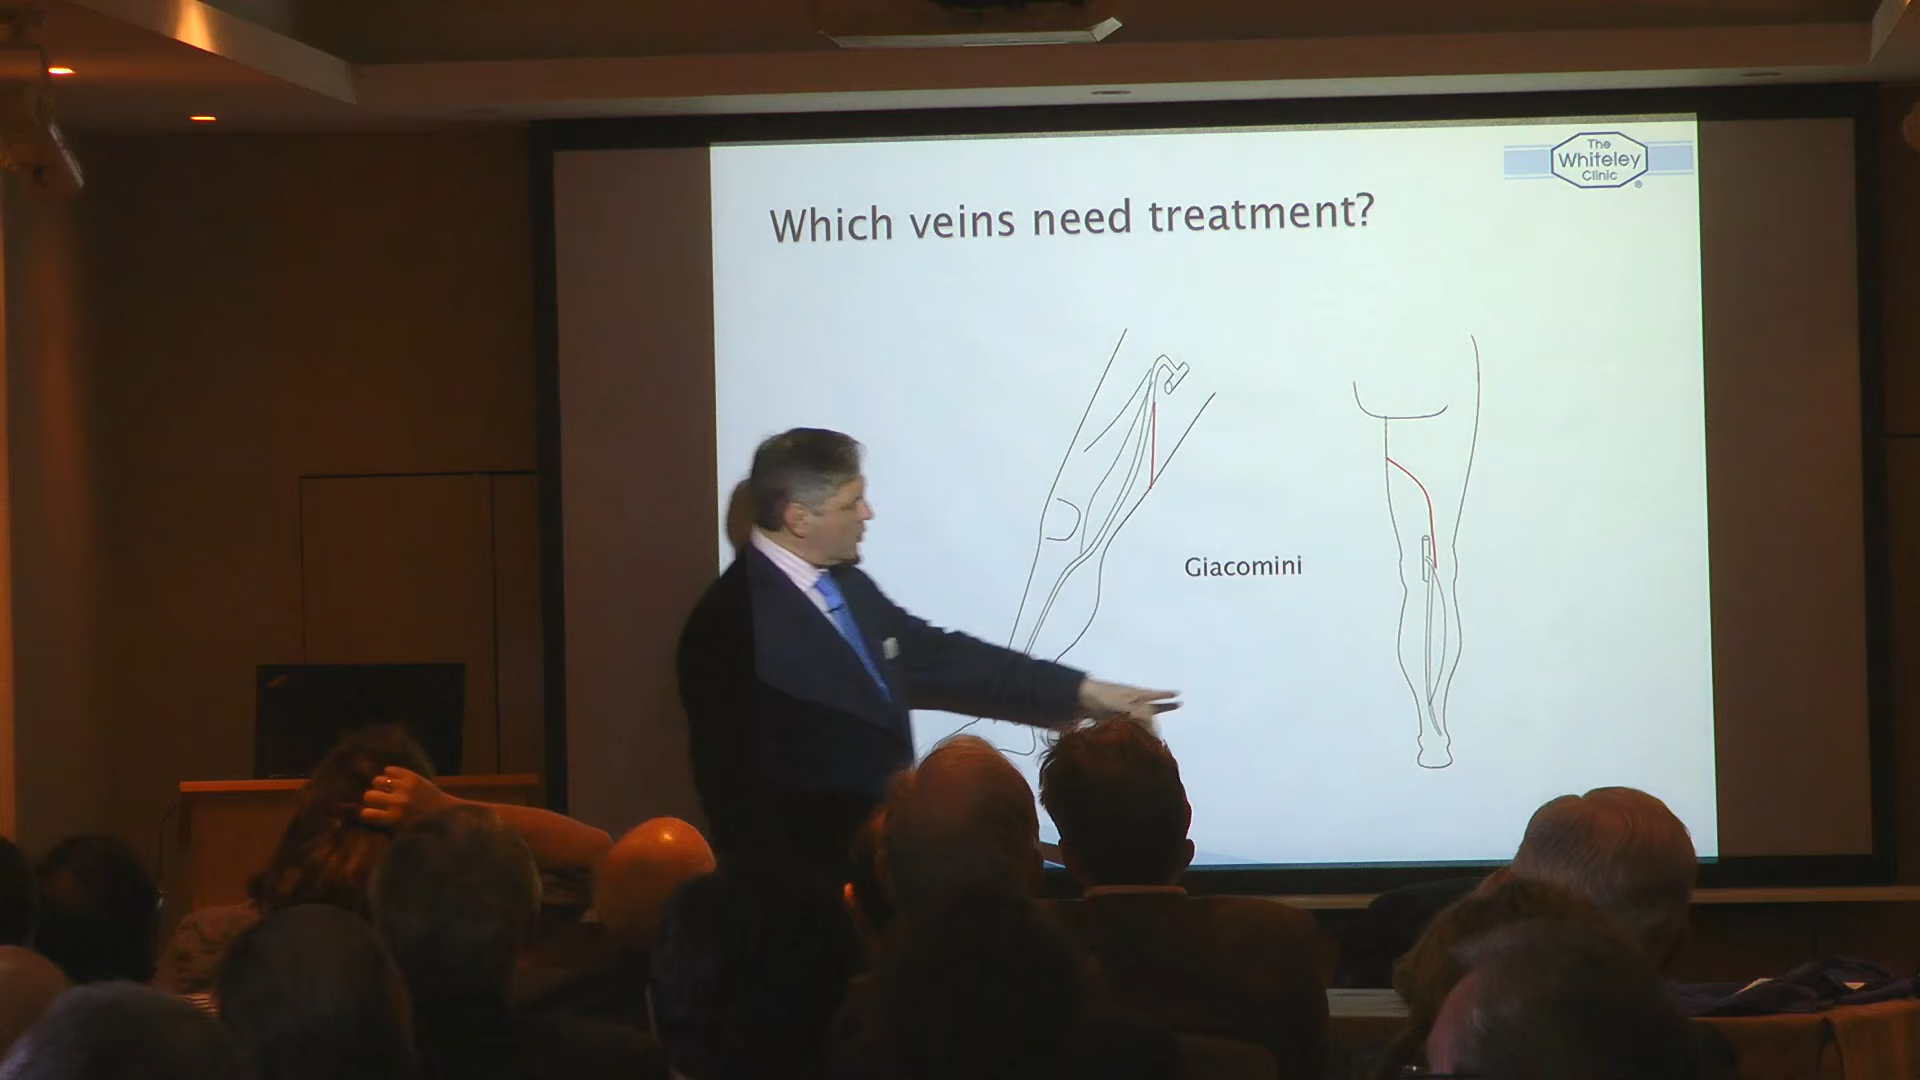 The
Whiteley
Clinic
®
Which veins need treatment?
Giacomini